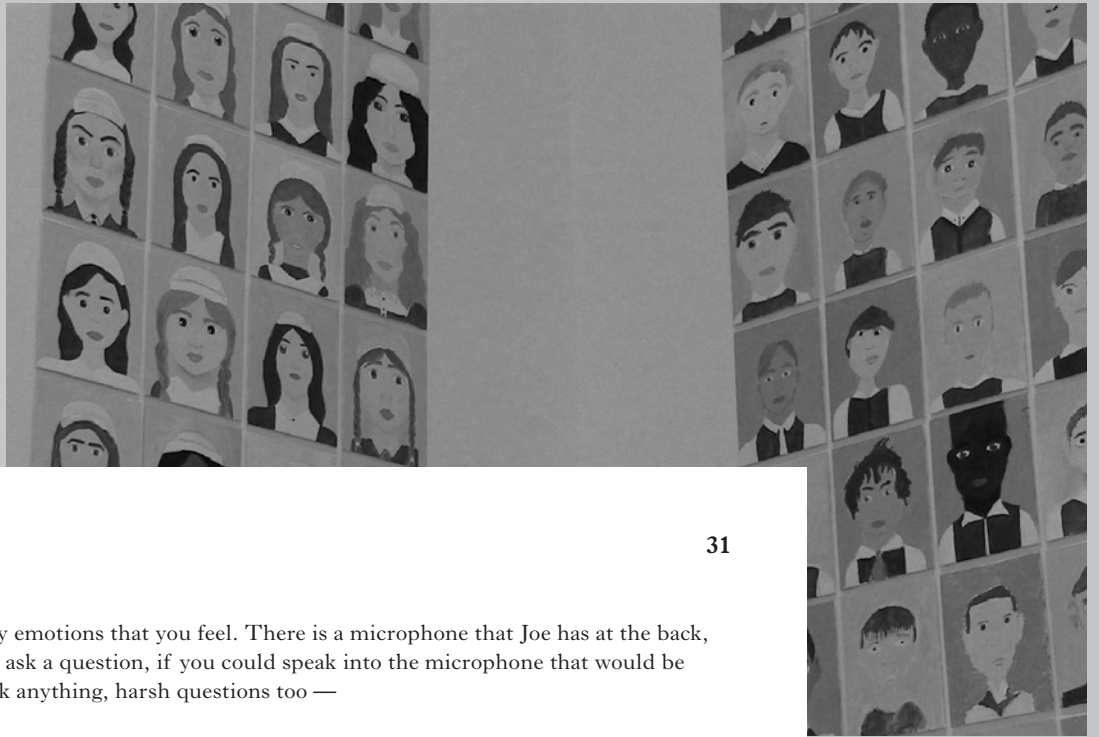 31
y emotions that you feel. There is a microphone that Joe has at the back,
ask a question, if you could speak into the microphone that would be
k anything, harsh questions too —